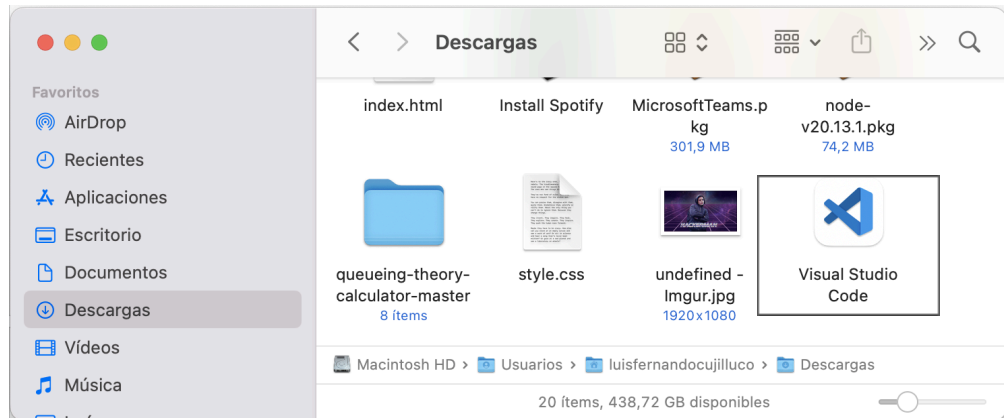 Descargas
Favoritos
AirDrop
Recientes
Aplicaciones
Escritorio
Documentos
Descargas
Vídeos
Música
index.html
Install Spotify
MicrosoftTeams.p
kg
301,9 MB
node-
v20.13.1.pkg
74,2 MB
queueing-theory-
calculator-master
8 ítems
style.css
undefined -
Imgur.jpg
1920x1080
Visual Studio
Code
Macintosh HD › Usuarios › luisfernandocujilluco › Descargas
20 ítems, 438,72 GB disponibles